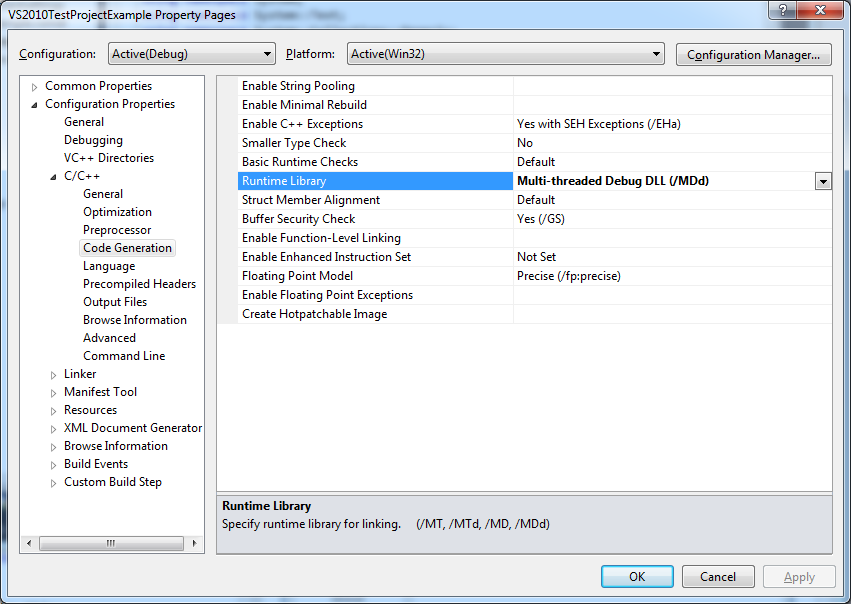 VS2010TestProjectExample Property Pages
Configuration: Active(Debug) Platform: Active(Win32) Configuration Manager...
Common Properties
Configuration Properties
General
Debugging
VC++ Directories
C/C++
General
Optimization
Preprocessor
Code Generation
Language
Precompiled Headers
Output Files
Browse Information
Advanced
Command Line
Linker
Manifest Tool
Resources
XML Document Generator
Browse Information
Build Events
Custom Build Step
Enable String Pooling
Enable Minimal Rebuild
Enable C++ Exceptions Yes with SEH Exceptions (/EHa)
Smaller Type Check No
Basic Runtime Checks Default
Runtime Library Multi-threaded Debug DLL (/MDd)
Struct Member Alignment Default
Buffer Security Check Yes (/GS)
Enable Function-Level Linking
Enable Enhanced Instruction Set Not Set
Floating Point Model Precise (/fp:precise)
Enable Floating Point Exceptions
Create Hotpatchable Image
Runtime Library
Specify runtime library for linking. (/MT, /MTd, /MD, /MDd)
OK Cancel Apply